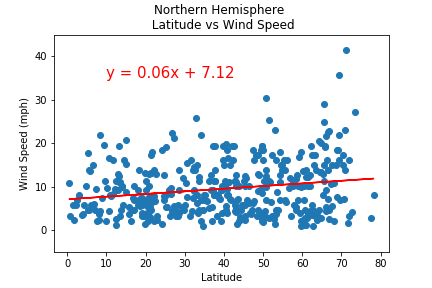 Northern Hemisphere
Latitude vs Wind Speed
y = 0.06x + 7.12
Wind Speed (mph)
40
30
20
10
0
0 10 20 30 40 50 60 70 80
Latitude